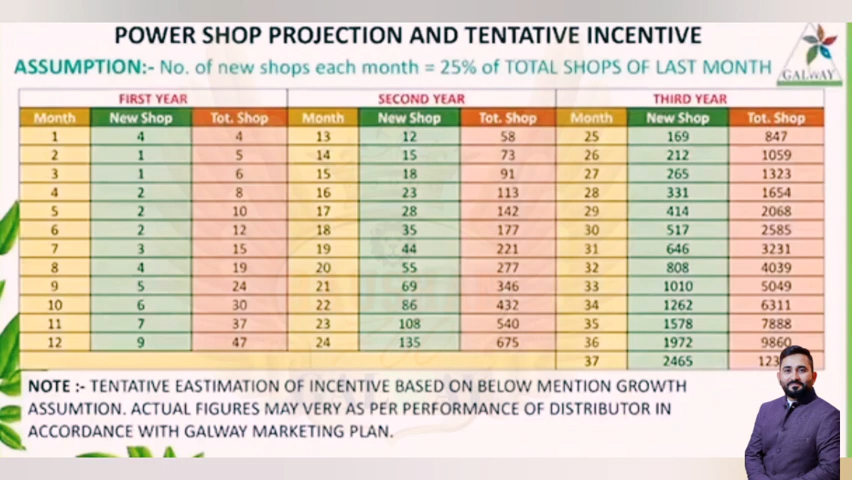 POWER SHOP PROJECTION AND TENTATIVE INCENTIVE
ASSUMPTION:- No. of new shops each month = 25% of TOTAL SHOPS OF LAST MONTH
GALWAY
FIRST YEAR SECOND YEAR THIRD YEAR
Month New Shop Tot. Shop Month New Shop Tot. Shop Month New Shop Tot. Shop
1 4 4 13 12 58 25 169 847
2 1 5 14 15 73 26 212 1059
3 1 6 15 18 91 27 265 1323
4 2 8 16 23 113 28 331 1654
5 2 10 17 28 142 29 414 2068
6 2 12 18 35 177 30 517 2585
7 3 15 19 44 221 31 646 3231
8 4 19 20 55 277 32 808 4039
9 5 24 21 69 346 33 1010 5049
10 6 30 22 86 432 34 1262 6311
11 7 37 23 108 540 35 1578 7888
12 9 47 24 135 675 36 1972 9860
37 2465
NOTE :- TENTATIVE EASTIMATION OF INCENTIVE BASED ON BELOW MENTION GROWTH
ASSUMTION. ACTUAL FIGURES MAY VERY AS PER PERFORMANCE OF DISTRIBUTOR IN
ACCORDANCE WITH GALWAY MARKETING PLAN.